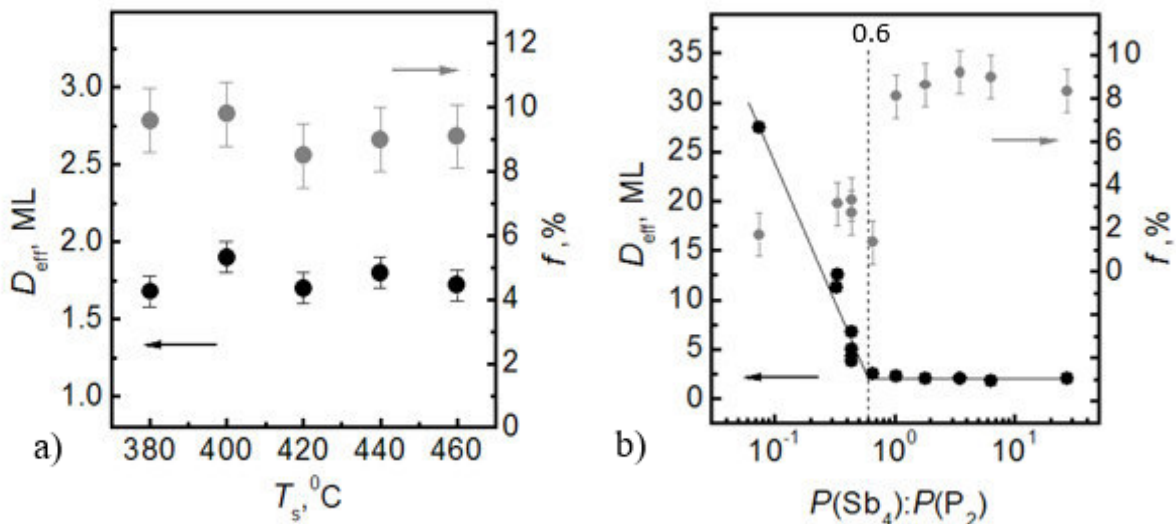 D_eff, ML
3.0
2.5
2.0
1.5
1.0
12
10
8
6
4
2
0
f, %
380 400 420 440 460
T_s, ⁰C
a)
0.6
D_eff, ML
35
30
25
20
15
10
5
0
10
8
6
4
2
0
f, %
10⁻¹ 10⁰ 10¹
P(Sb₄):P(P₂)
b)